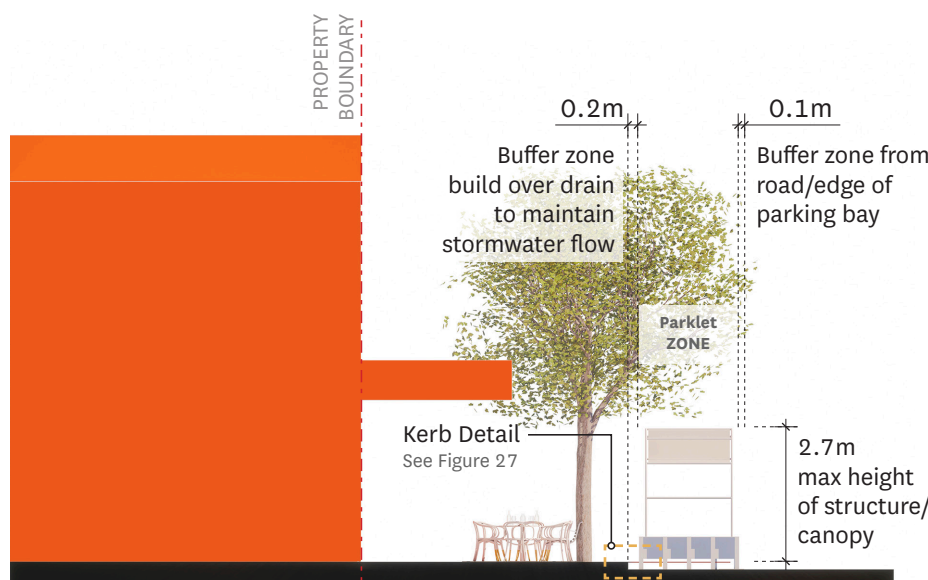 PROPERTY
BOUNDARY
0.2m
0.1m
Buffer zone
build over drain
to maintain
stormwater flow
Buffer zone from
road/edge of
parking bay
Parklet
ZONE
Kerb Detail
See Figure 27
2.7m
max height
of structure/
canopy